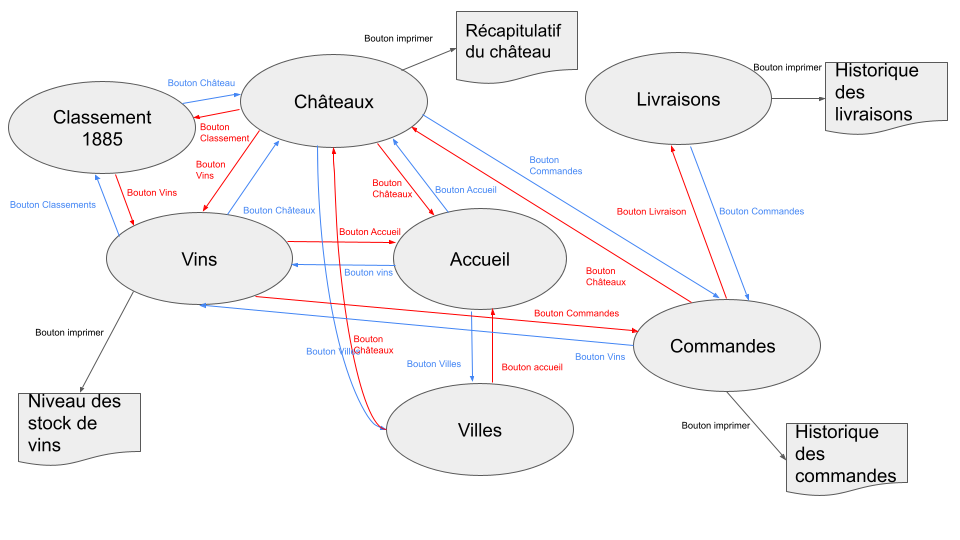 Bouton imprimer
Récapitulatif
du château
Châteaux
Livraisons
Bouton imprimer
Historique
des
livraisons
Bouton Château
Classement
1885
Bouton
Classement
Bouton
Vins
Bouton Vins
Bouton Classements
Bouton Châteaux
Bouton
Châteaux
Bouton Accueil
Bouton
Commandes
Bouton Livraison
Bouton Commandes
Bouton Accueil
Vins
Accueil
Bouton vins
Bouton
Châteaux
Bouton Commandes
Bouton imprimer
Bouton Villes
Bouton
Châteaux
Bouton Villes
Bouton accueil
Bouton Vins
Commandes
Niveau des
stock de
vins
Villes
Bouton imprimer
Historique
des
commandes